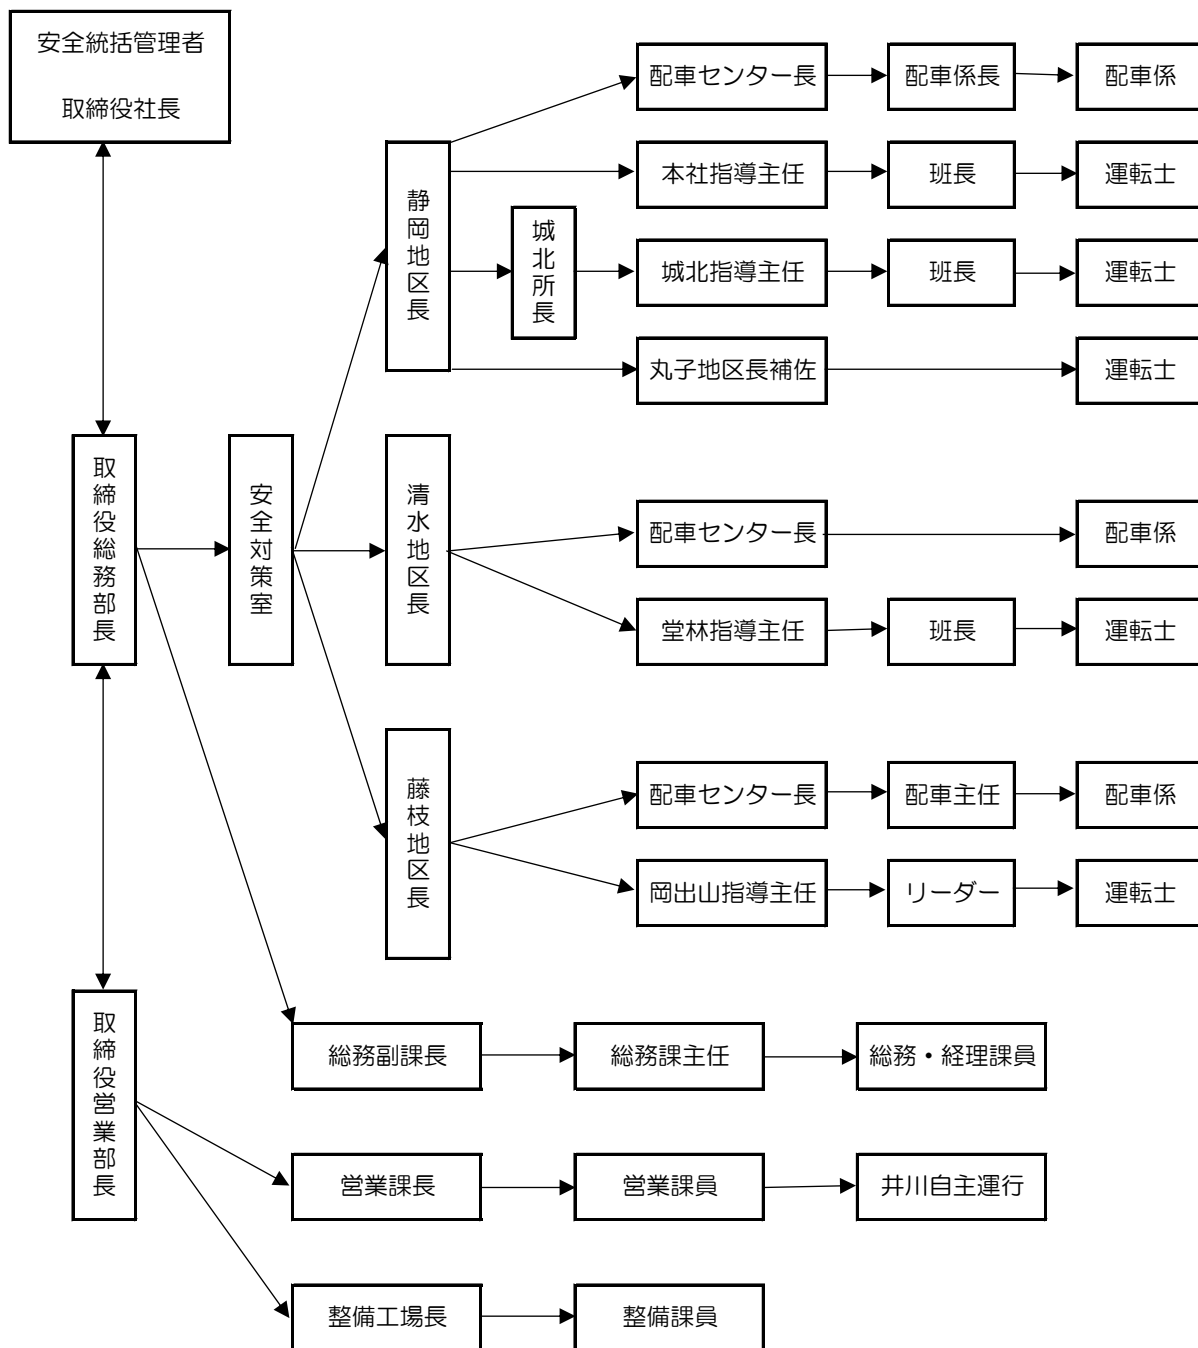 安全統括管理者
取締役社長
配車センター長
配車係長
配車係
本社指導主任
班長
運転士
静岡地区長
城北所長
城北指導主任
班長
運転士
丸子地区長補佐
運転士
取締役総務部長
安全対策室
清水地区長
配車センター長
配車係
堂林指導主任
班長
運転士
藤枝地区長
配車センター長
配車主任
配車係
岡出山指導主任
リーダー
運転士
取締役営業部長
総務副課長
総務課主任
総務・経理課員
営業課長
営業課員
井川自主運行
整備工場長
整備課員